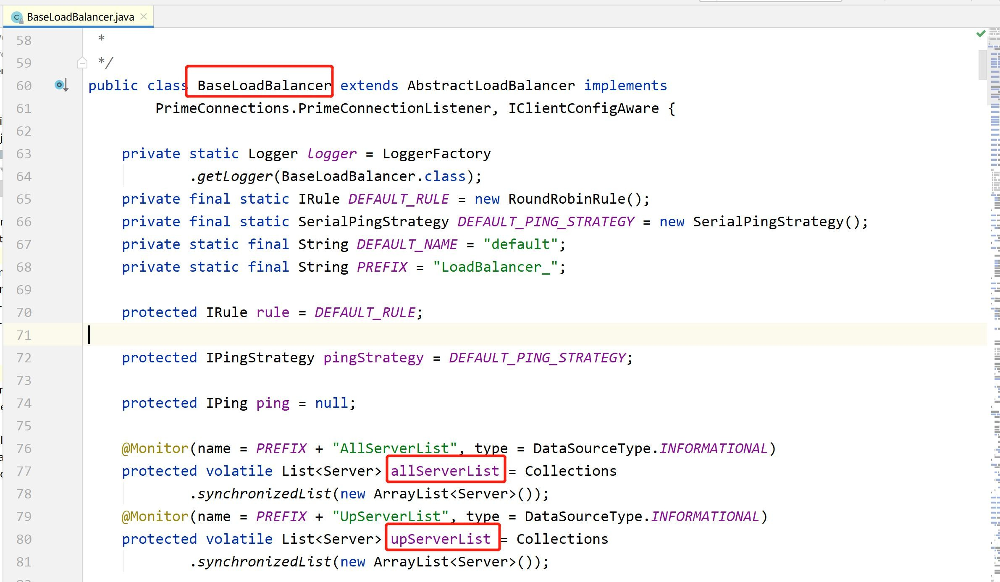 BaseLoadBalancer.java
58 *
59 */
60 public class BaseLoadBalancer extends AbstractLoadBalancer implements
61 PrimeConnections.PrimeConnectionListener, IClientConfigAware {
62
63 private static Logger logger = LoggerFactory
64 .getLogger(BaseLoadBalancer.class);
65 private final static IRule DEFAULT_RULE = new RoundRobinRule();
66 private final static SerialPingStrategy DEFAULT_PING_STRATEGY = new SerialPingStrategy();
67 private static final String DEFAULT_NAME = "default";
68 private static final String PREFIX = "LoadBalancer_";
69
70 protected IRule rule = DEFAULT_RULE;
71
72 protected IPingStrategy pingStrategy = DEFAULT_PING_STRATEGY;
73
74 protected IPing ping = null;
75
76 @Monitor(name = PREFIX + "AllServerList", type = DataSourceType.INFORMATIONAL)
77 protected volatile List<Server> allServerList = Collections
78 .synchronizedList(new ArrayList<Server>());
79 @Monitor(name = PREFIX + "UpServerList", type = DataSourceType.INFORMATIONAL)
80 protected volatile List<Server> upServerList = Collections
81 .synchronizedList(new ArrayList<Server>());